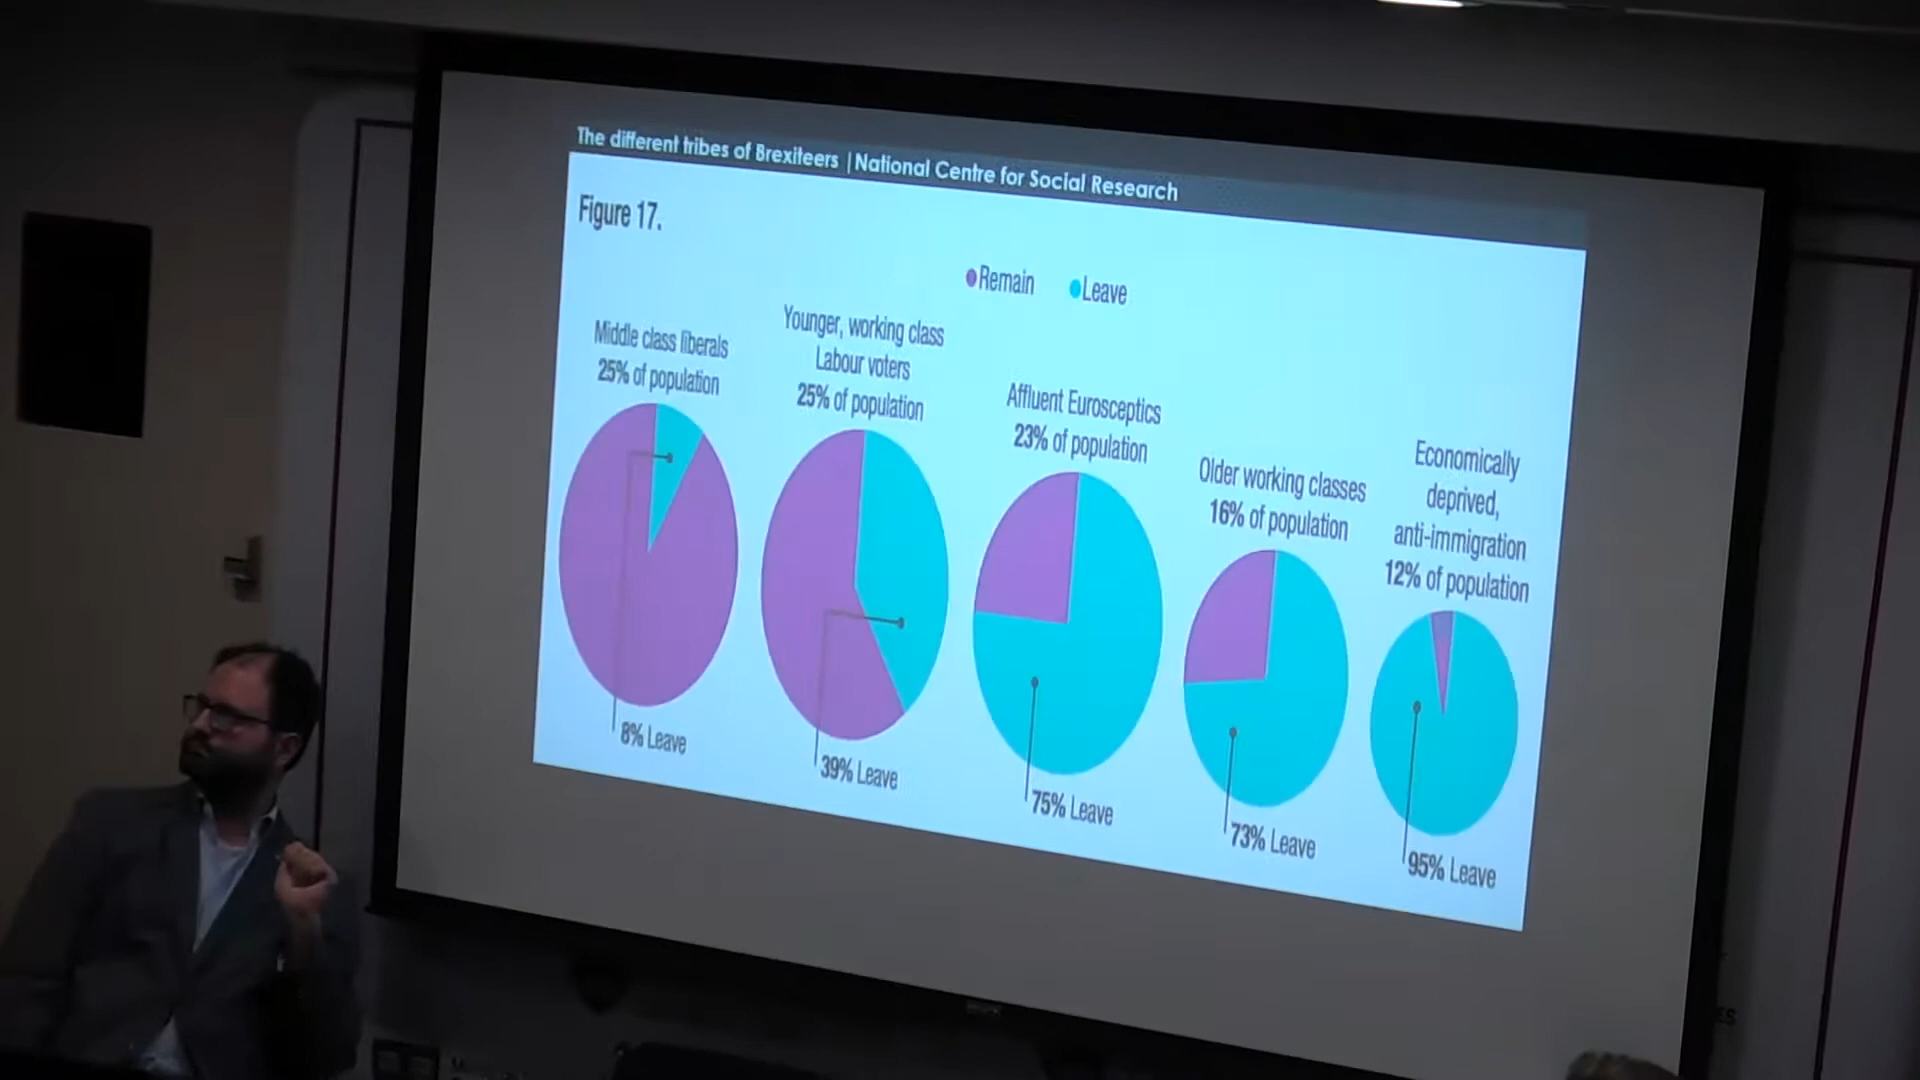 The different tribes of Brexiteers | National Centre for Social Research
Figure 17.
Remain
Leave
Middle class liberals
25% of population
8% Leave
Younger, working class
Labour voters
25% of population
39% Leave
Affluent Eurosceptics
23% of population
75% Leave
Older working classes
16% of population
73% Leave
Economically
deprived,
anti-immigration
12% of population
95% Leave